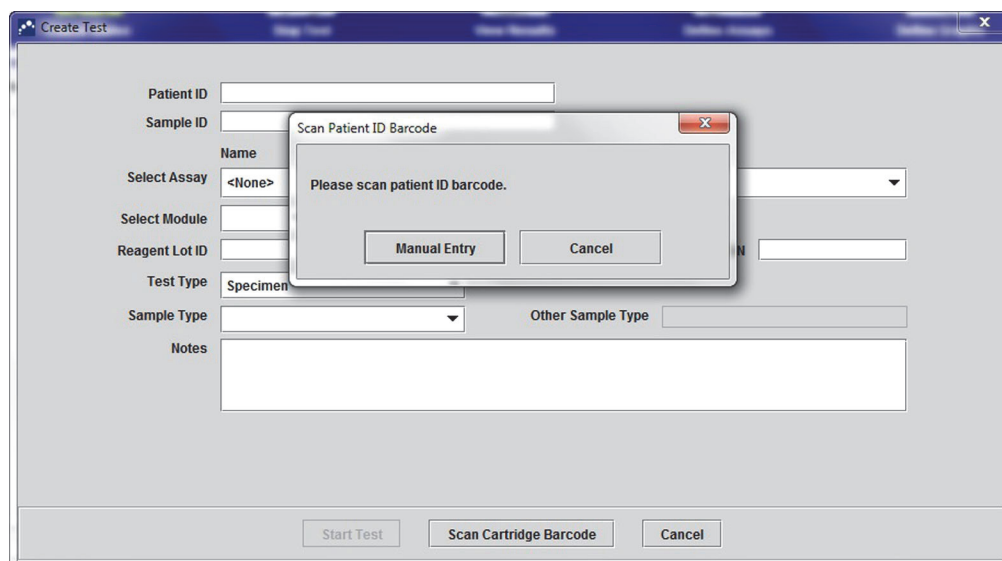 Create Test
Patient ID
Sample ID
Scan Patient ID Barcode
Name
Select Assay <None>
Please scan patient ID barcode.
Select Module
Reagent Lot ID
Manual Entry Cancel
N
Test Type Specimen
Sample Type
Other Sample Type
Notes
Start Test Scan Cartridge Barcode Cancel